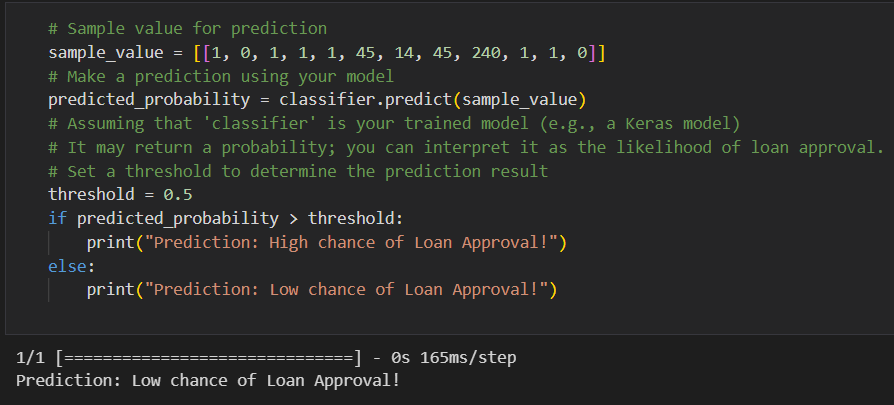 # Sample value for prediction
sample_value = [[1, 0, 1, 1, 1, 45, 14, 45, 240, 1, 1, 0]]
# Make a prediction using your model
predicted_probability = classifier.predict(sample_value)
# Assuming that 'classifier' is your trained model (e.g., a Keras model)
# It may return a probability; you can interpret it as the likelihood of loan approval.
# Set a threshold to determine the prediction result
threshold = 0.5
if predicted_probability > threshold:
    print("Prediction: High chance of Loan Approval!")
else:
    print("Prediction: Low chance of Loan Approval!")
1/1 [==============================] - 0s 165ms/step
Prediction: Low chance of Loan Approval!